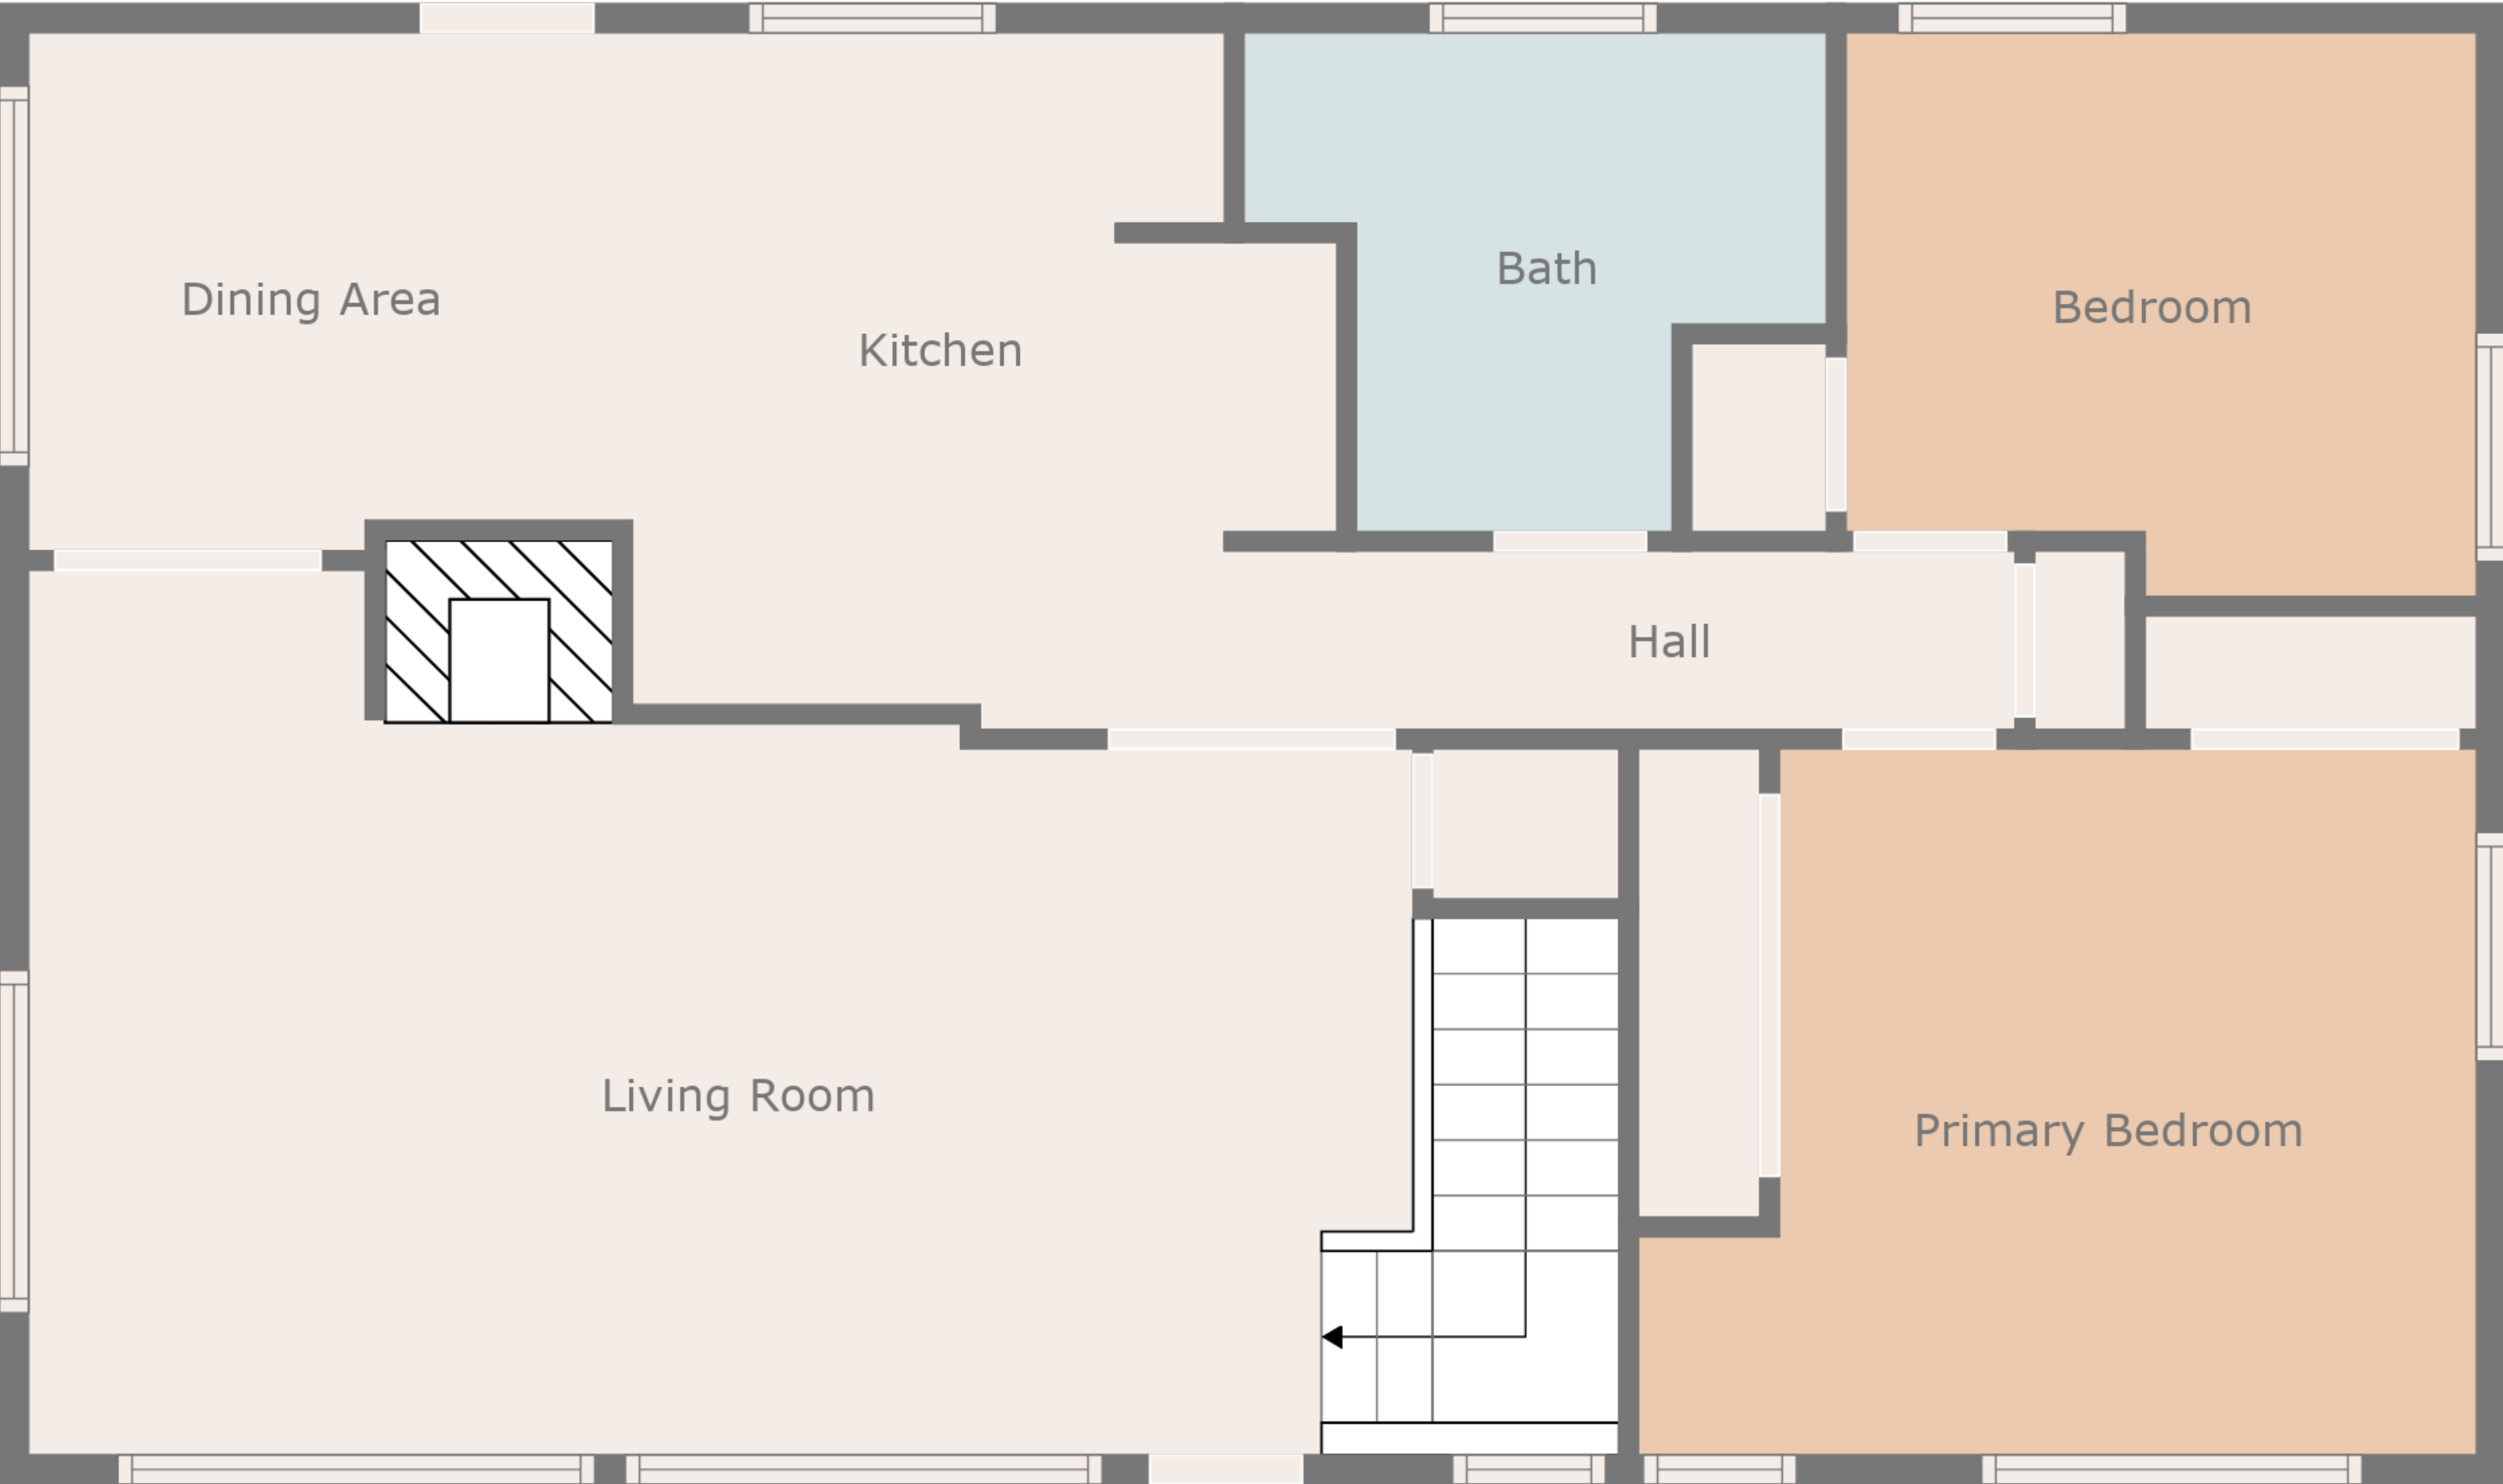 Dining Area
Kitchen
Bath
Bedroom
Hall
Living Room
Primary Bedroom